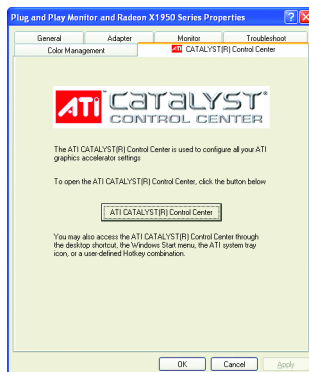 Plug and Play Monitor and Radeon X1950 Series Properties
General Adapter Monitor Troubleshoot
Color Management ATI CATALYST(R) Control Center
ATI CATALYST®
CONTROL CENTER
The ATI CATALYST(R) Control Center is used to configure all your ATI
graphics accelerator settings
To open the ATI CATALYST(R) Control Center, click the button below
ATI CATALYST(R) Control Center
You may also access the ATI CATALYST(R) Control Center through
the desktop shortcut, the Windows Start menu, the ATI system tray
icon, or a user-defined Hotkey combination.
OK Cancel Apply